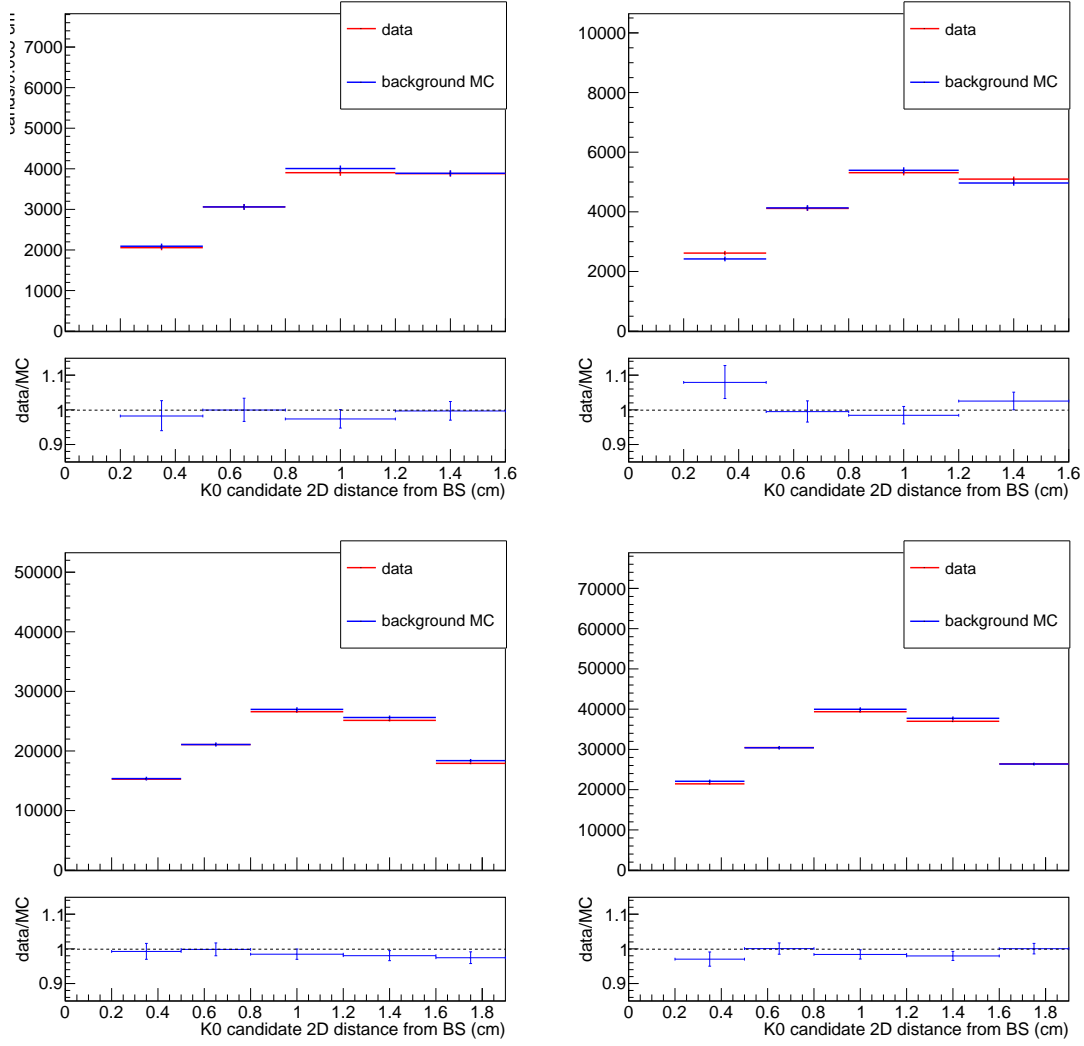 data
background MC
7000
6000
5000
4000
3000
2000
1000
0
data/MC
1.1
1
0.9
0 0.2 0.4 0.6 0.8 1 1.2 1.4 1.6
K0 candidate 2D distance from BS (cm)
data
background MC
10000
8000
6000
4000
2000
0
data/MC
1.1
1
0.9
0 0.2 0.4 0.6 0.8 1 1.2 1.4 1.6
K0 candidate 2D distance from BS (cm)
data
background MC
50000
40000
30000
20000
10000
0
data/MC
1.1
1
0.9
0 0.2 0.4 0.6 0.8 1 1.2 1.4 1.6 1.8
K0 candidate 2D distance from BS (cm)
data
background MC
70000
60000
50000
40000
30000
20000
10000
0
data/MC
1.1
1
0.9
0 0.2 0.4 0.6 0.8 1 1.2 1.4 1.6 1.8
K0 candidate 2D distance from BS (cm)